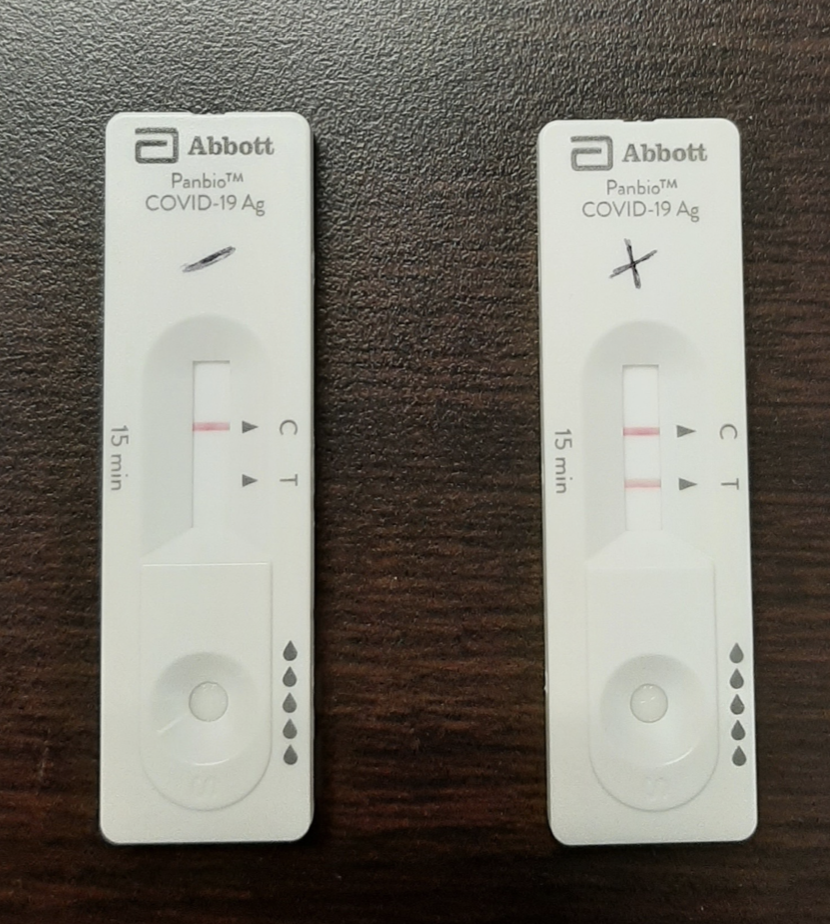 Abbott
Panbio™
COVID-19 Ag
–
C
T
15 min
Abbott
Panbio™
COVID-19 Ag
+
C
T
15 min
S
S